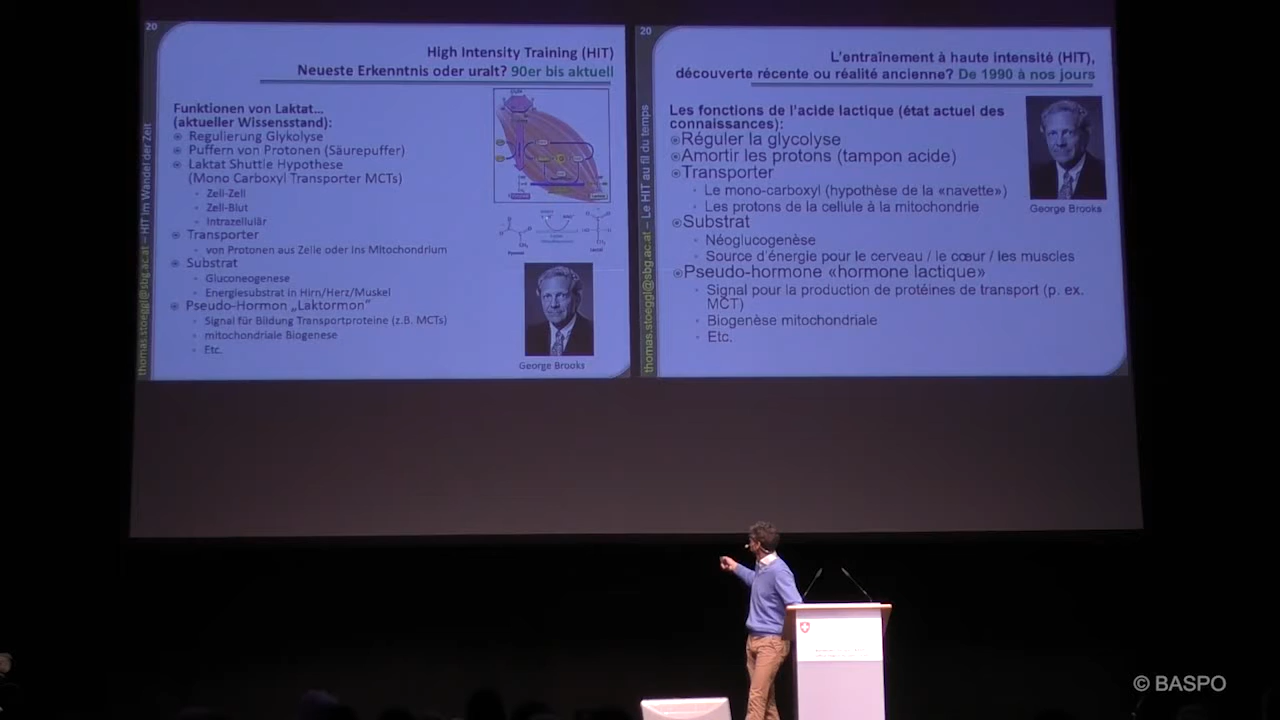 20
High Intensity Training (HIT)
Neueste Erkenntnis oder uralt? 90er bis aktuell
Funktionen von Laktat...
(aktueller Wissensstand):
Regulierung Glykolyse
Puffern von Protonen (Säurepuffer)
Laktat Shuttle Hypothese
(Mono Carboxyl Transporter MCTs)
- Zell-Zell
- Zell-Blut
- Intrazellulär
Transporter
- von Protonen aus Zelle oder ins Mitochondrium
Substrat
- Gluconeogenese
- Energiesubstrat in Hirn/Herz/Muskel
Pseudo-Hormon „Laktormon"
- Signal für Bildung Transportproteine (z.B. MCTs)
- mitochondriale Biogenese
- Etc.
George Brooks
thomas.stoeggl@sbg.ac.at – HIT im Wandel der Zeit
20
L'entraînement à haute intensité (HIT),
découverte récente ou réalité ancienne? De 1990 à nos jours
Les fonctions de l'acide lactique (état actuel des
connaissances):
Réguler la glycolyse
Amortir les protons (tampon acide)
Transporter
- Le mono-carboxyl (hypothèse de la «navette»)
- Les protons de la cellule à la mitochondrie
Substrat
- Néoglucogenèse
- Source d'énergie pour le cerveau / le cœur / les muscles
Pseudo-hormone «hormone lactique»
- Signal pour la production de protéines de transport (p. ex.
MCT)
- Biogenèse mitochondriale
- Etc.
George Brooks
thomas.stoeggl@sbg.ac.at – Le HIT au fil du temps
© BASPO